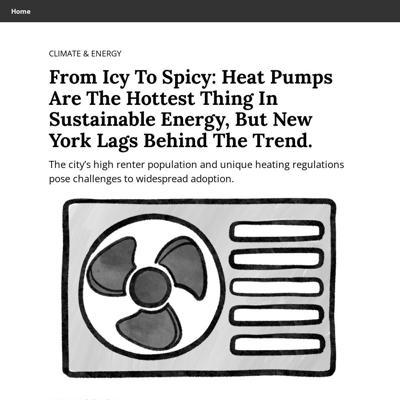 Home
CLIMATE & ENERGY
From Icy To Spicy: Heat Pumps
Are The Hottest Thing In
Sustainable Energy, But New
York Lags Behind The Trend.
The city’s high renter population and unique heating regulations
pose challenges to widespread adoption.